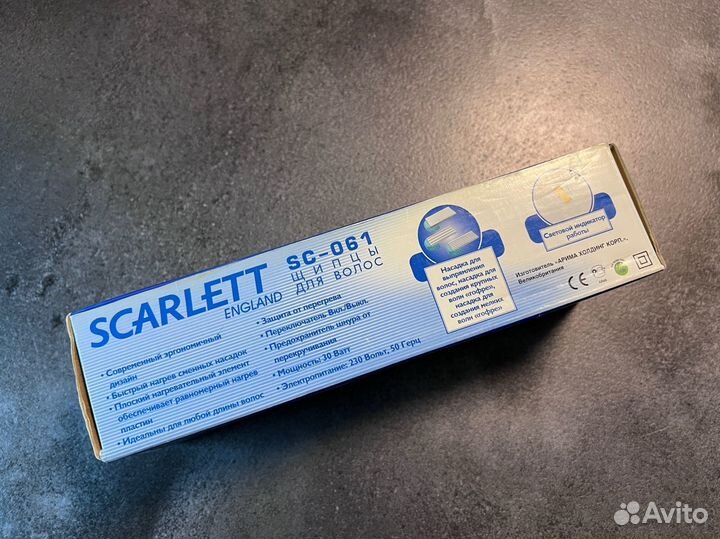 SCARLETT
ENGLAND
SC-061
ЩИПЦЫ
ДЛЯ ВОЛОС
• Современный эргономичный
дизайн
• Быстрый нагрев сменных насадок
• Плоский нагревательный элемент
обеспечивает равномерный нагрев
пластин
• Идеальны для любой длины волос
• Защита от перегрева
• Переключатель Вкл./Выкл.
• Предохранитель шнура от
перекручивания
• Мощность: 30 Ватт
• Электропитание: 230 Вольт, 50 Герц
Насадка для
выпрямления
волос, насадка для
создания крупных
волн «гофре»,
насадка для
создания мелких
волн «гофре»
Световой индикатор
работы
Изготовитель «АРИМА ХОЛДИНГ КОРП.»,
Великобритания
CE
Avito